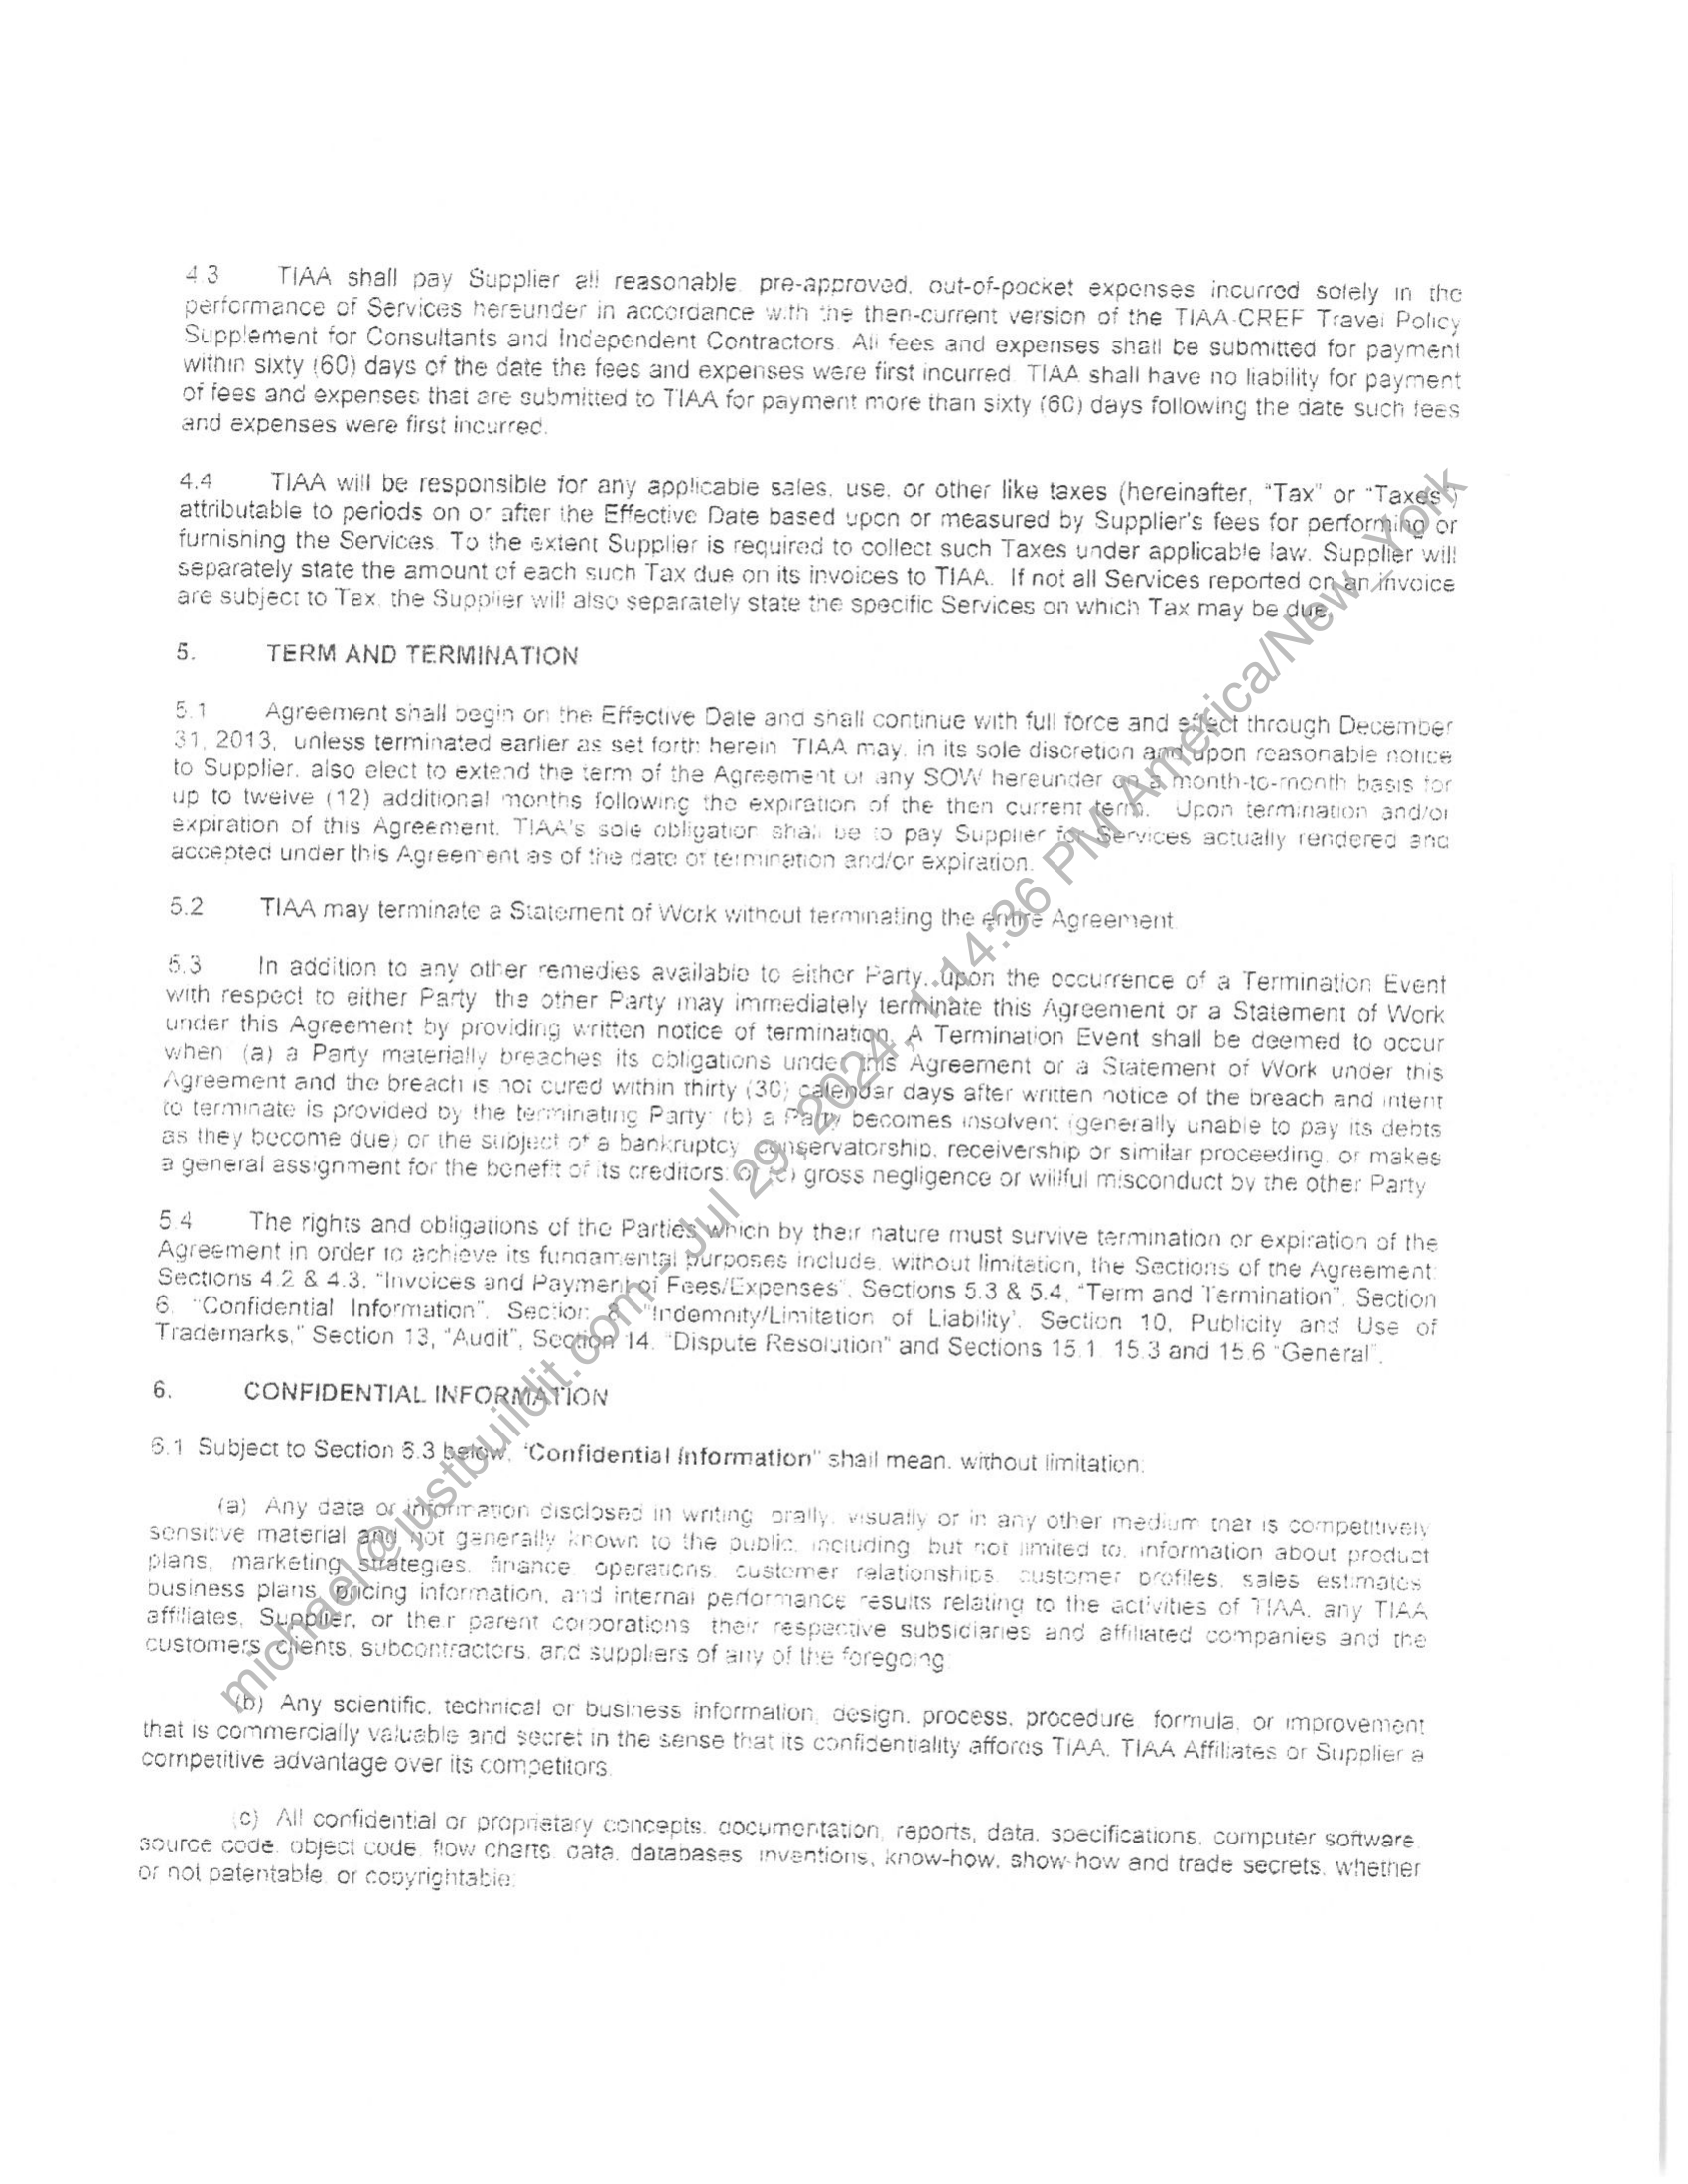 4.3 TIAA shall pay Supplier all reasonable, pre-approved, out-of-pocket expenses incurred solely in the
performance of Services hereunder in accordance with the then-current version of the TIAA-CREF Travel Policy
Supplement for Consultants and Independent Contractors. All fees and expenses shall be submitted for payment
within sixty (60) days of the date the fees and expenses were first incurred. TIAA shall have no liability for payment
of fees and expenses that are submitted to TIAA for payment more than sixty (60) days following the date such fees
and expenses were first incurred.
4.4 TIAA will be responsible for any applicable sales, use, or other like taxes (hereinafter, "Tax" or "Taxes")
attributable to periods on or after the Effective Date based upon or measured by Supplier's fees for performing or
furnishing the Services. To the extent Supplier is required to collect such Taxes under applicable law, Supplier will
separately state the amount of each such Tax due on its invoices to TIAA. If not all Services reported on an invoice
are subject to Tax, the Supplier will also separately state the specific Services on which Tax may be due.
5. TERM AND TERMINATION
5.1 Agreement shall begin on the Effective Date and shall continue with full force and effect through December
31, 2013, unless terminated earlier as set forth herein. TIAA may, in its sole discretion and upon reasonable notice
to Supplier, also elect to extend the term of the Agreement or any SOW hereunder on a month-to-month basis for
up to twelve (12) additional months following the expiration of the then current term. Upon termination and/or
expiration of this Agreement, TIAA's sole obligation shall be to pay Supplier for Services actually rendered and
accepted under this Agreement as of the date of termination and/or expiration.
5.2 TIAA may terminate a Statement of Work without terminating the entire Agreement.
5.3 In addition to any other remedies available to either Party, upon the occurrence of a Termination Event
with respect to either Party the other Party may immediately terminate this Agreement or a Statement of Work
under this Agreement by providing written notice of termination. A Termination Event shall be deemed to occur
when (a) a Party materially breaches its obligations under this Agreement or a Statement of Work under this
Agreement and the breach is not cured within thirty (30) calendar days after written notice of the breach and intent
to terminate is provided by the terminating Party; (b) a Party becomes insolvent (generally unable to pay its debts
as they become due) or the subject of a bankruptcy, conservatorship, receivership or similar proceeding, or makes
a general assignment for the benefit of its creditors; or (c) gross negligence or willful misconduct by the other Party
5.4 The rights and obligations of the Parties which by their nature must survive termination or expiration of the
Agreement in order to achieve its fundamental purposes include, without limitation, the Sections of the Agreement:
Sections 4.2 & 4.3, "Invoices and Payment of Fees/Expenses", Sections 5.3 & 5.4, "Term and Termination", Section
6, "Confidential Information", Section 8, "Indemnity/Limitation of Liability", Section 10, Publicity and Use of
Trademarks," Section 13, "Audit", Section 14, "Dispute Resolution" and Sections 15.1, 15.3 and 15.6 "General".
6. CONFIDENTIAL INFORMATION
6.1 Subject to Section 6.3 below, "Confidential Information" shall mean, without limitation:
(a) Any data or information disclosed in writing, orally, visually or in any other medium that is competitively
sensitive material and not generally known to the public, including, but not limited to, information about product
plans, marketing strategies, finance, operations, customer relationships, customer profiles, sales estimates,
business plans, pricing information, and internal performance results relating to the activities of TIAA, any TIAA
affiliates, Supplier, or their parent corporations, their respective subsidiaries and affiliated companies and the
customers, clients, subcontractors, and suppliers of any of the foregoing;
(b) Any scientific, technical or business information, design, process, procedure, formula, or improvement
that is commercially valuable and secret in the sense that its confidentiality affords TIAA, TIAA Affiliates or Supplier a
competitive advantage over its competitors.
(c) All confidential or proprietary concepts, documentation, reports, data, specifications, computer software,
source code, object code, flow charts, data, databases, inventions, know-how, show-how and trade secrets, whether
or not patentable, or copyrightable;
michael@justbuildit.com - Jul 29, 2024, 1:14:36 PM America/New_York